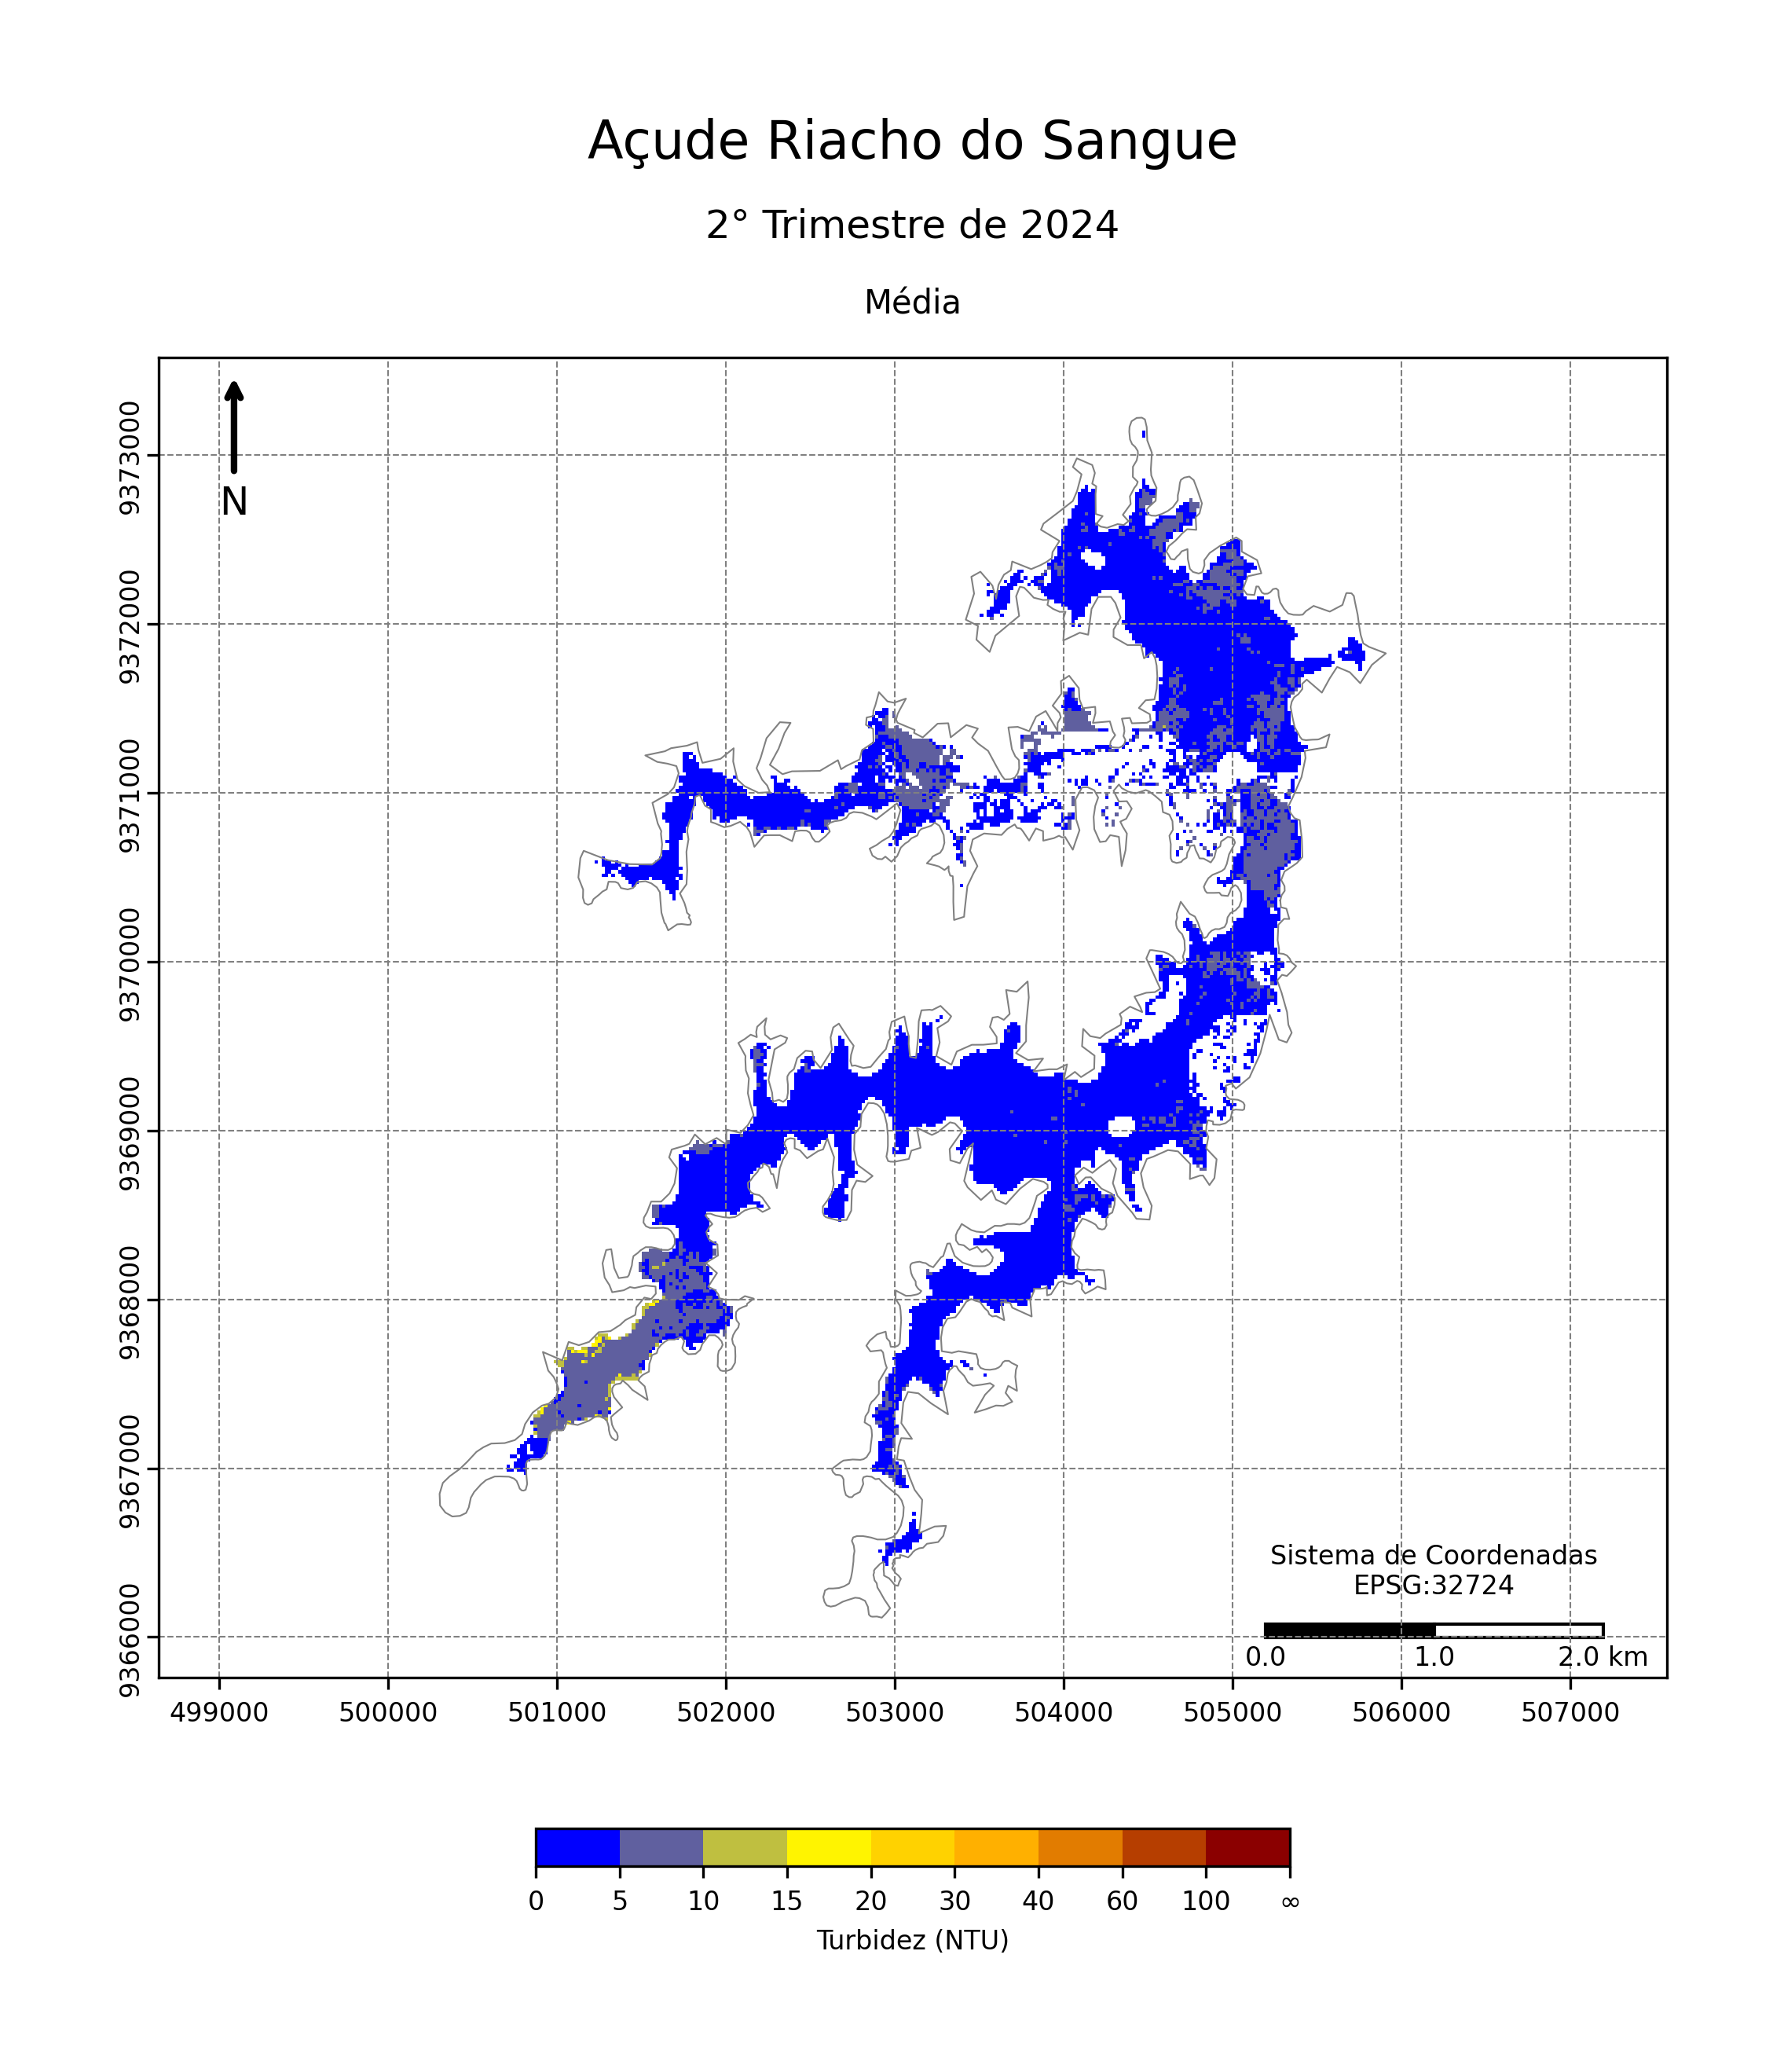 Açude Riacho do Sangue
2° Trimestre de 2024
Média
N
9373000
9372000
9371000
9370000
9369000
9368000
9367000
9366000
Sistema de Coordenadas
EPSG:32724
0.0 1.0 2.0 km
499000 500000 501000 502000 503000 504000 505000 506000 507000
0 5 10 15 20 30 40 60 100 ∞
Turbidez (NTU)